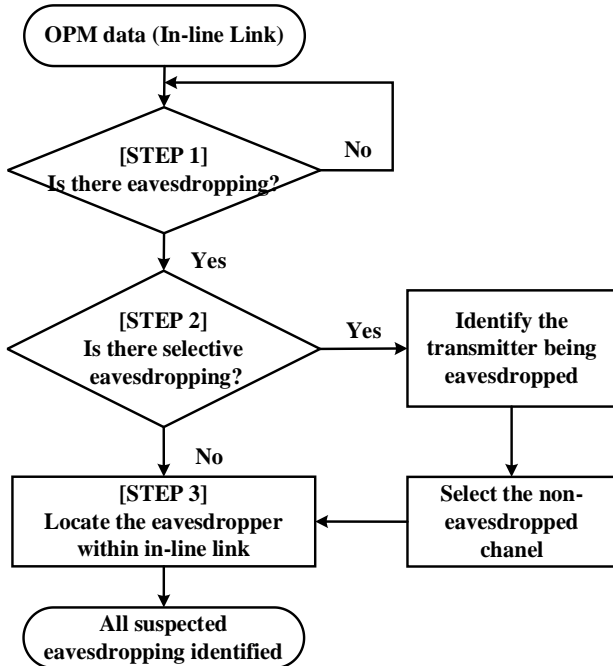 OPM data (In-line Link)
[STEP 1]
Is there eavesdropping?
No
Yes
[STEP 2]
Is there selective
eavesdropping?
Yes
Identify the
transmitter being
eavesdropped
No
[STEP 3]
Locate the eavesdropper
within in-line link
Select the non-
eavesdropped
chanel
All suspected
eavesdropping identified